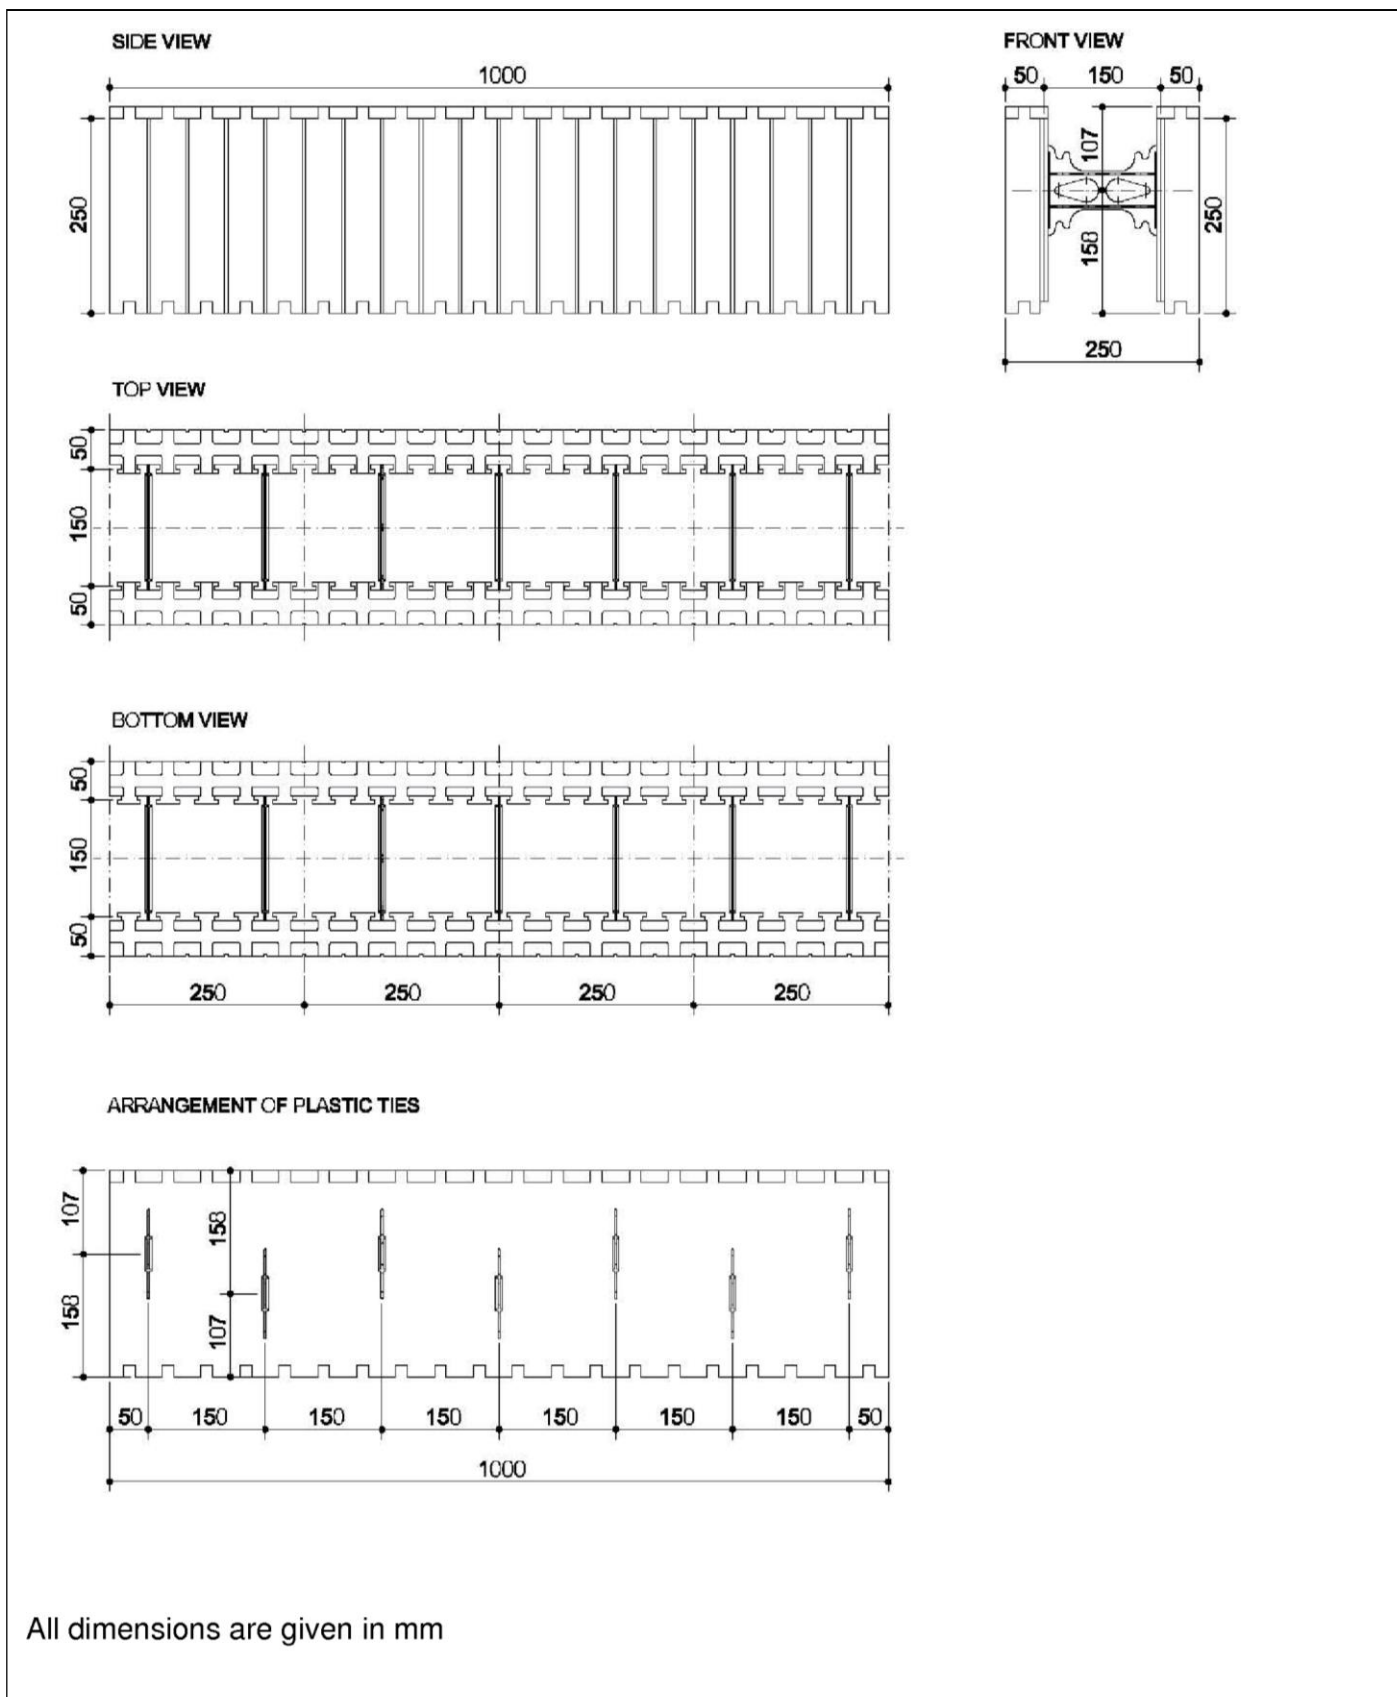 SIDE VIEW
1000
250
FRONT VIEW
50 150 50
107
158
250
250
TOP VIEW
50
150
50
BOTTOM VIEW
50
150
50
250 250 250 250
ARRANGEMENT OF PLASTIC TIES
107
158
158
107
50 150 150 150 150 150 150 50
1000
All dimensions are given in mm